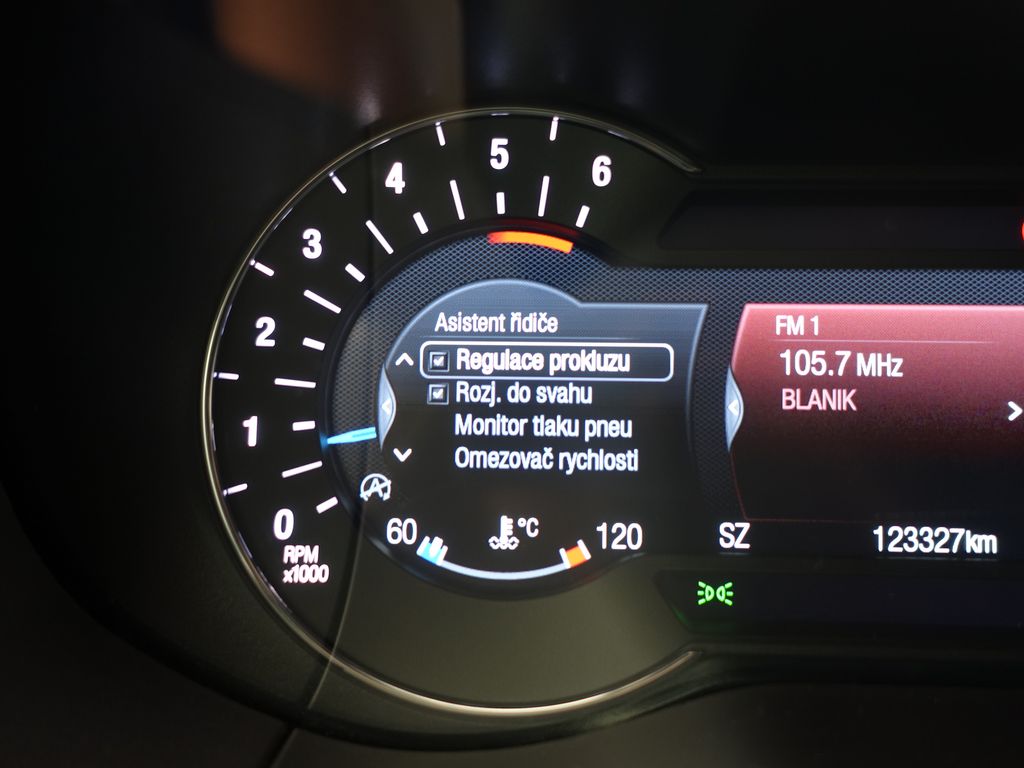 6
5
4
3
2
1
0
RPM
x1000
Asistent řidiče
Regulace prokluzu
Rozj. do svahu
Monitor tlaku pneu
Omezovač rychlosti
60 °C 120
FM 1
105.7 MHz
BLANIK
SZ 123327km